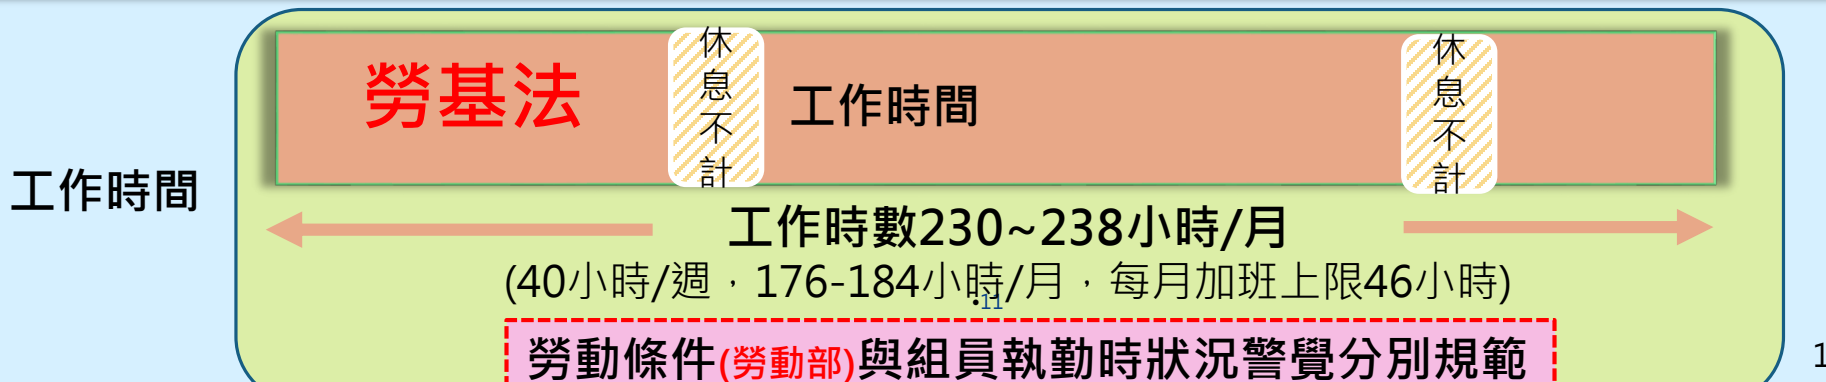 勞基法
休息不計
工作時間
休息不計
工作時間
工作時數230~238小時/月
(40小時/週，176-184小時/月，每月加班上限46小時)
•11
勞動條件(勞動部)與組員執勤時狀況警覺分別規範
1